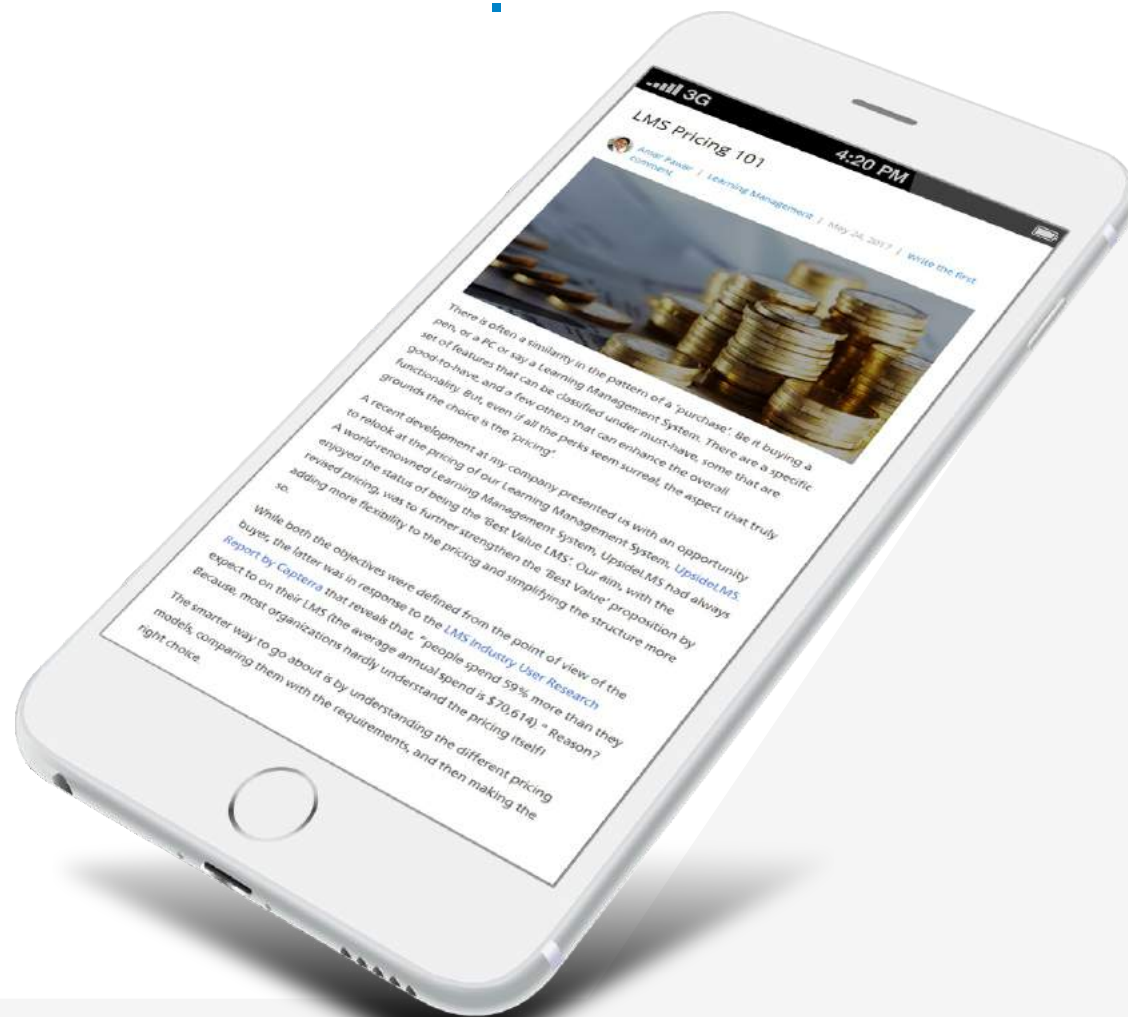 3G
4:20 PM
LMS Pricing 101
Amar Pawar | Learning Management | May 24, 2017 | Write the first
comment
There is often a similarity in the pattern of a 'purchase'. Be it buying a
pen, or a PC or say a Learning Management System. There are a specific
set of features that can be classified under must-have, some that are
good-to-have, and a few others that can enhance the overall
functionality. But, even if all the perks seem surreal, the aspect that truly
grounds the choice is the 'pricing'.
A recent development at my company presented us with an opportunity
to relook at the pricing of our Learning Management System, UpsideLMS.
A world-renowned Learning Management System, UpsideLMS had always
enjoyed the status of being the 'Best Value LMS'. Our aim, with the
revised pricing, was to further strengthen the 'Best Value' proposition by
adding more flexibility to the pricing and simplifying the structure more
so.
While both the objectives were defined from the point of view of the
buyer, the latter was in response to the LMS Industry User Research
Report by Capterra that reveals that, "people spend 59% more than they
expect to on their LMS (the average annual spend is $70,614)." Reason?
Because, most organizations hardly understand the pricing itself!
The smarter way to go about is by understanding the different pricing
models, comparing them with the requirements, and then making the
right choice.